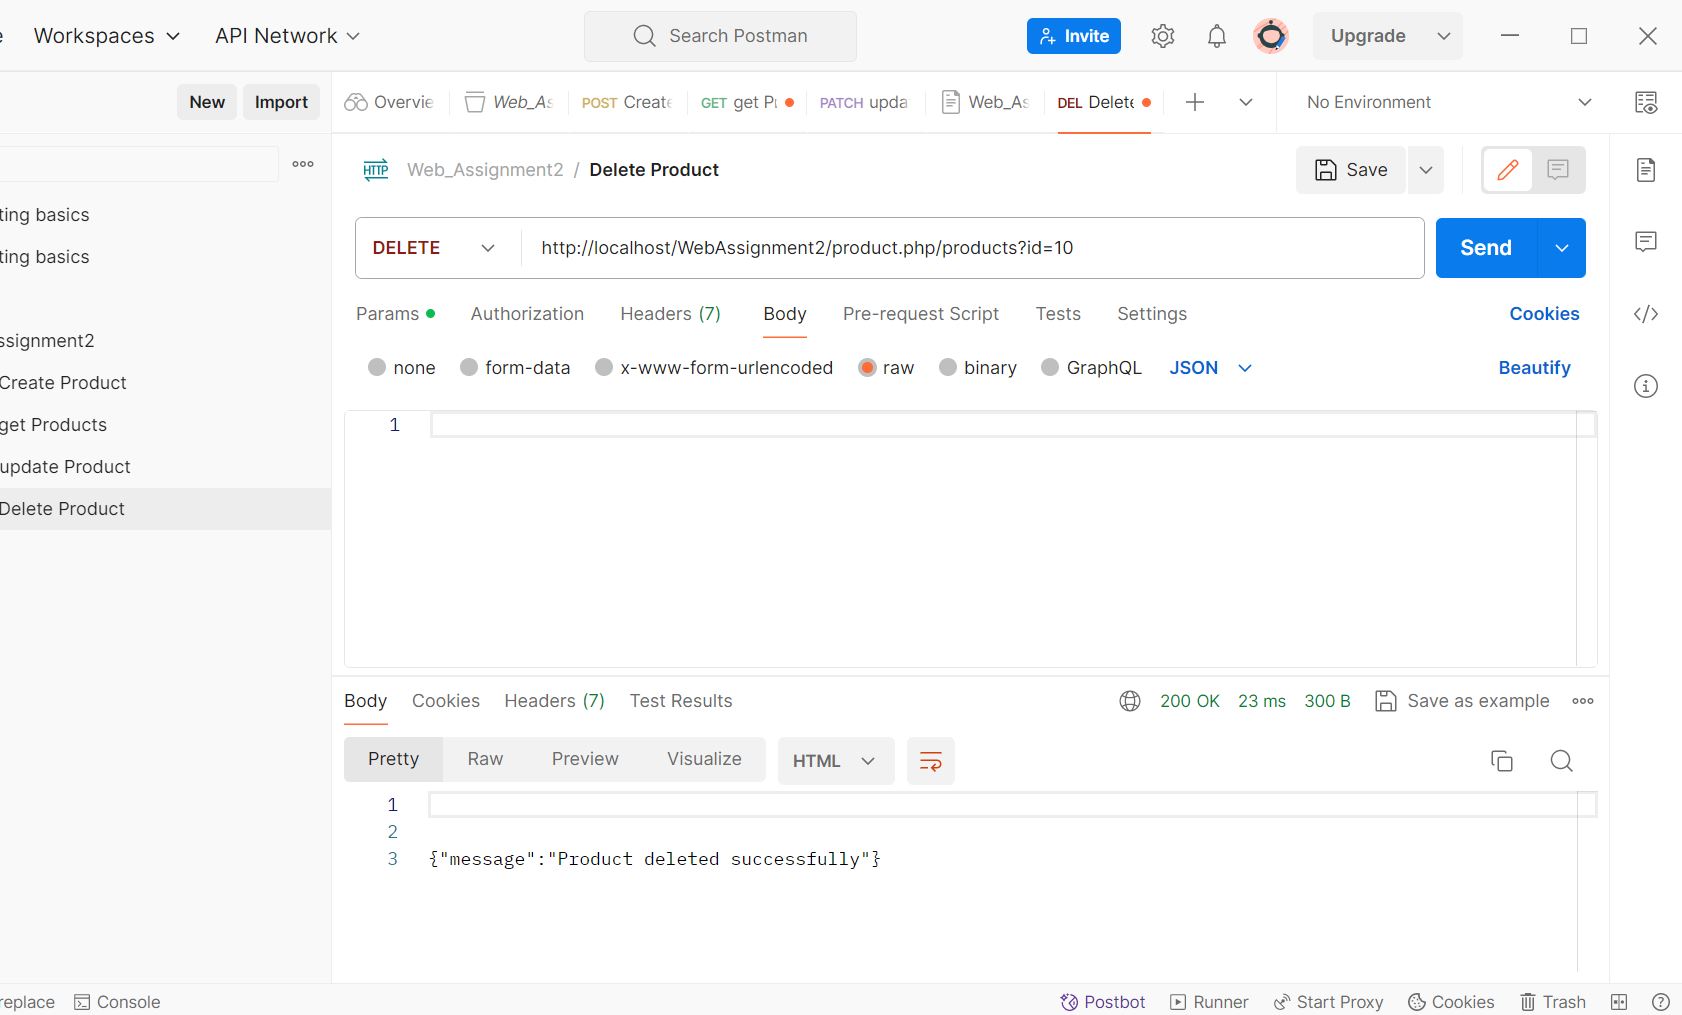 e Workspaces API Network Search Postman Invite Upgrade
New Import Overvie Web_As POST Create GET get Pu PATCH upda Web_As DEL Delete No Environment
HTTP Web_Assignment2 / Delete Product Save
ting basics
ting basics
ssignment2
Create Product
get Products
update Product
Delete Product
DELETE http://localhost/WebAssignment2/product.php/products?id=10 Send
Params Authorization Headers (7) Body Pre-request Script Tests Settings Cookies
none form-data x-www-form-urlencoded raw binary GraphQL JSON Beautify
1
Body Cookies Headers (7) Test Results 200 OK 23 ms 300 B Save as example
Pretty Raw Preview Visualize HTML
1
2
3 {"message":"Product deleted successfully"}
replace Console Postbot Runner Start Proxy Cookies Trash